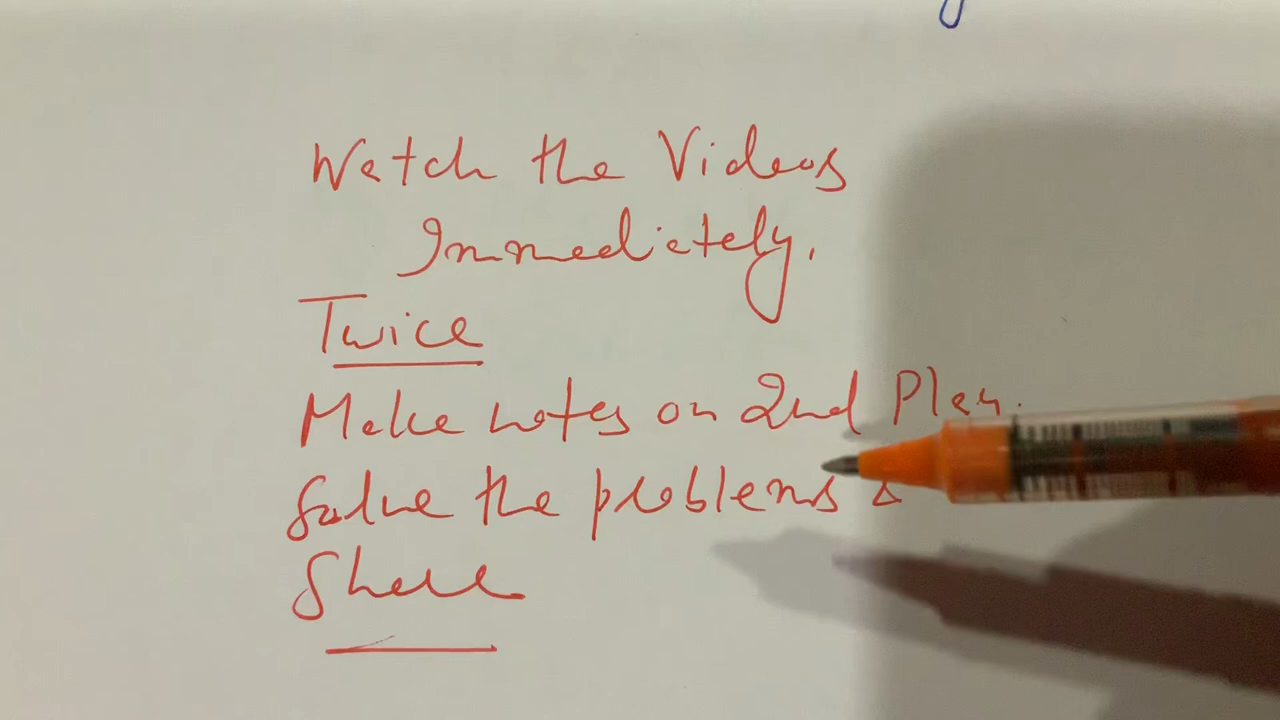 Watch the Videos
Immediately.
Twice
Make notes on 2nd Play.
Solve the problems &
Share